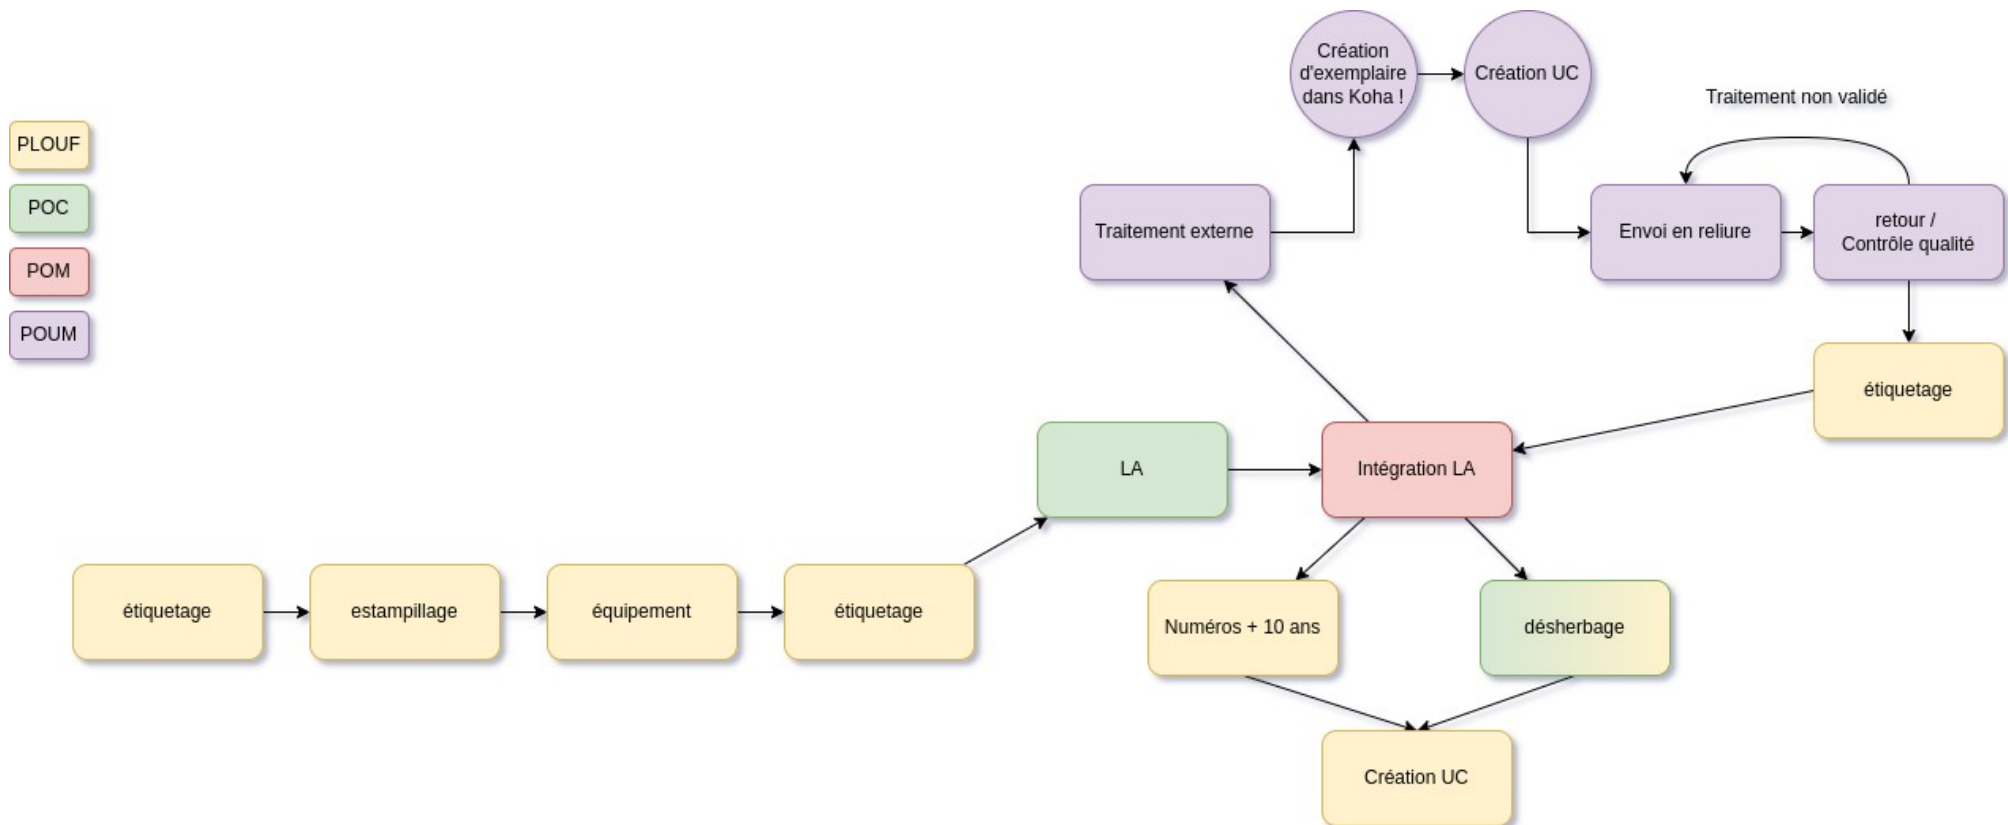 Création
d'exemplaire
dans Koha !
Création UC
Traitement non validé
PLOUF
POC
POM
POUM
Traitement externe
Envoi en reliure
retour /
Contrôle qualité
étiquetage
LA
Intégration LA
étiquetage
estampillage
équipement
étiquetage
Numéros + 10 ans
désherbage
Création UC